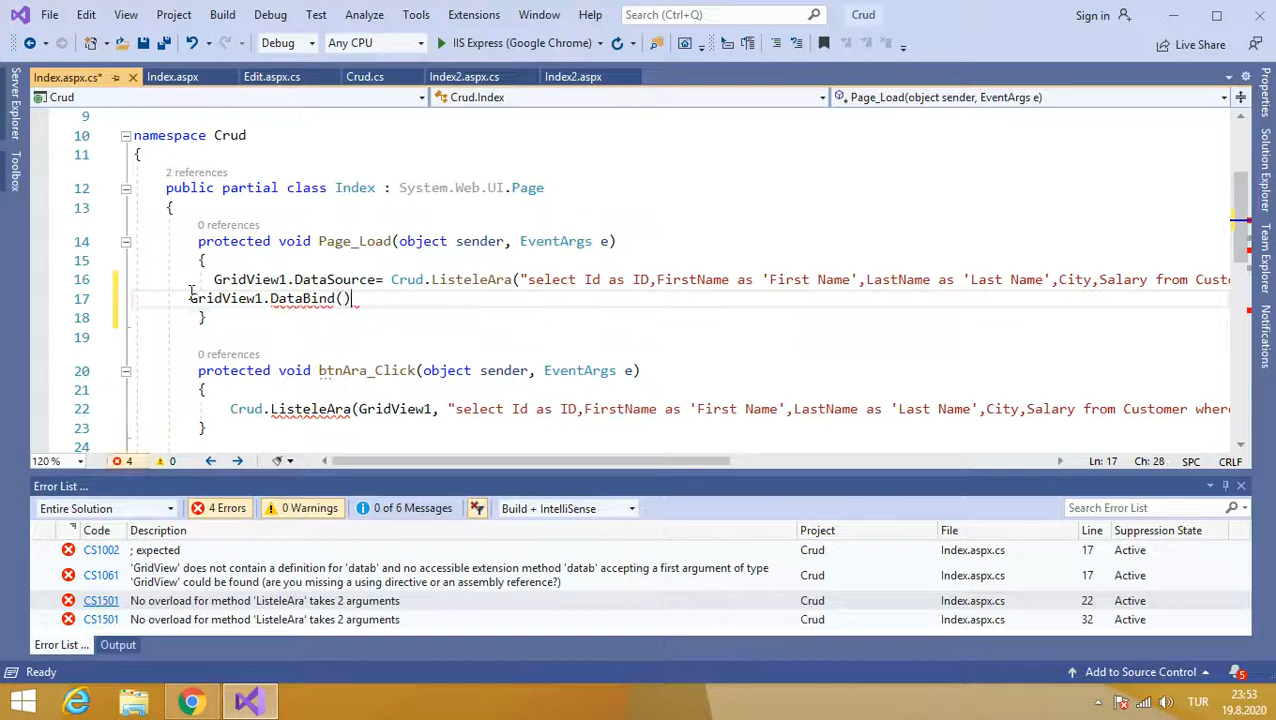 File Edit View Project Build Debug Test Analyze Tools Extensions Window Help Search (Ctrl+Q) Crud Sign in
Debug Any CPU IIS Express (Google Chrome) Live Share
Index.aspx.cs* Index.aspx Edit.aspx.cs Crud.cs Index2.aspx.cs Index2.aspx
Crud Crud.Index Page_Load(object sender, EventArgs e)
Server Explorer
Toolbox
Properties
Solution Explorer
Team Explorer
Notifications
9
10 namespace Crud
11 {
2 references
12 public partial class Index : System.Web.UI.Page
13 {
0 references
14 protected void Page_Load(object sender, EventArgs e)
15 {
16 GridView1.DataSource= Crud.ListeleAra("select Id as ID,FirstName as 'First Name',LastName as 'Last Name',City,Salary from Custo
17 GridView1.DataBind()
18 }
19
0 references
20 protected void btnAra_Click(object sender, EventArgs e)
21 {
22 Crud.ListeleAra(GridView1, "select Id as ID,FirstName as 'First Name',LastName as 'Last Name',City,Salary from Customer where
23 }
24
120 % 4 0 Ln: 17 Ch: 28 SPC CRLF
Error List ...
Entire Solution 4 Errors 0 Warnings 0 of 6 Messages Build + IntelliSense Search Error List
Code Description Project File Line Suppression State
CS1002 ; expected Crud Index.aspx.cs 17 Active
CS1061 'GridView' does not contain a definition for 'datab' and no accessible extension method 'datab' accepting a first argument of type 'GridView' could be found (are you missing a using directive or an assembly reference?) Crud Index.aspx.cs 17 Active
CS1501 No overload for method 'ListeleAra' takes 2 arguments Crud Index.aspx.cs 22 Active
CS1501 No overload for method 'ListeleAra' takes 2 arguments Crud Index.aspx.cs 32 Active
Error List ... Output
Ready Add to Source Control 5
TUR 23:53
19.8.2020